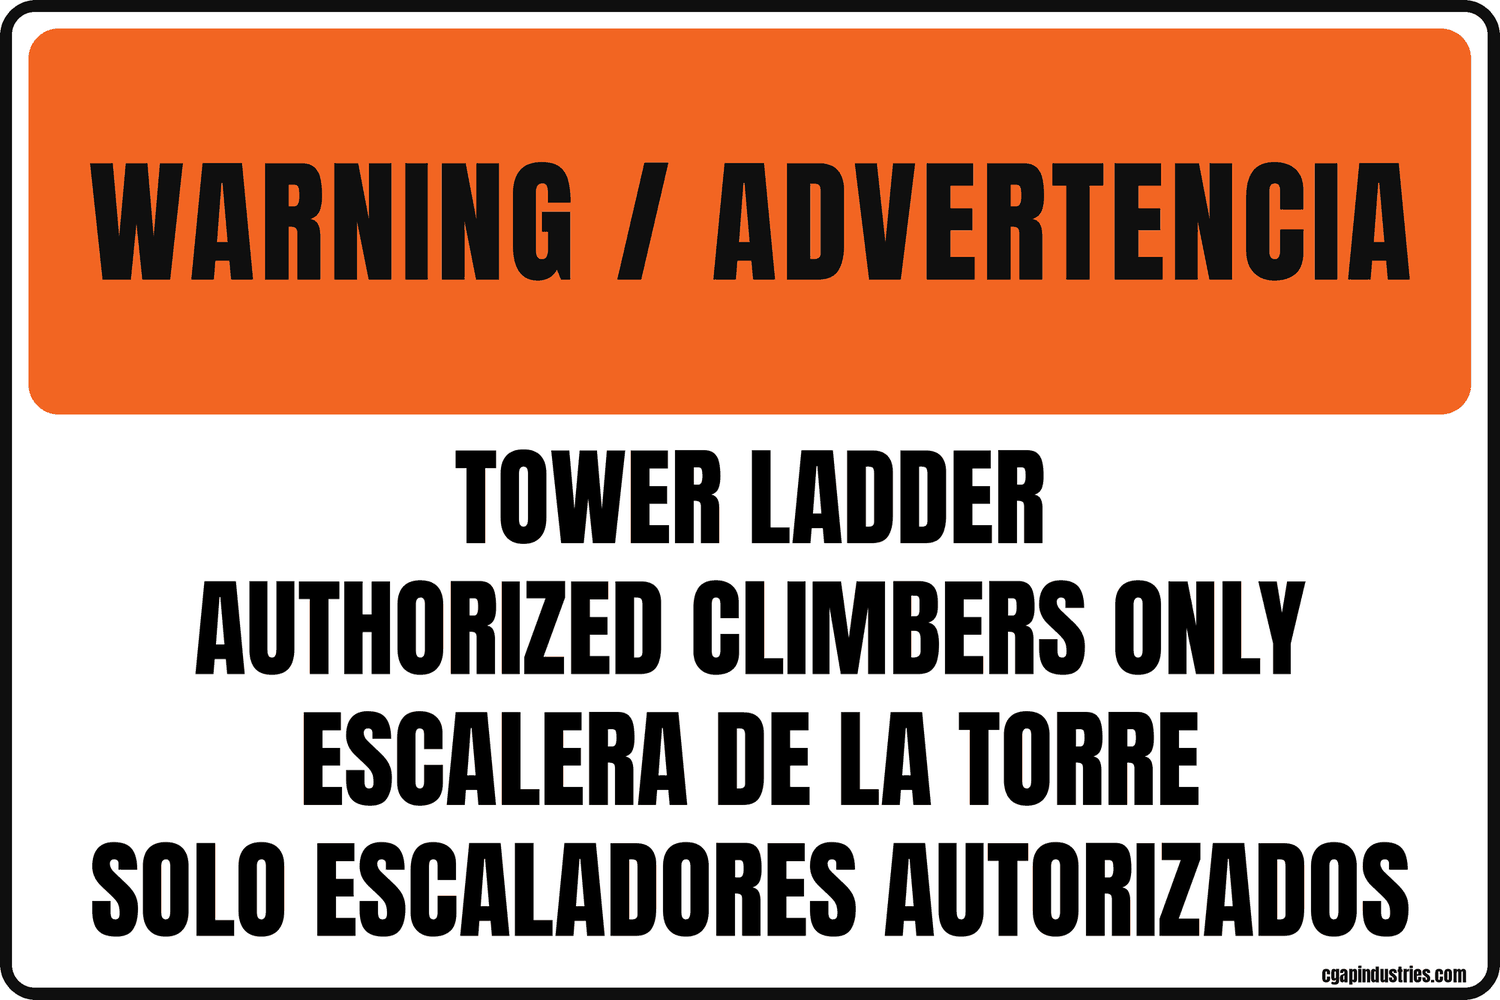 WARNING / ADVERTENCIA
TOWER LADDER
AUTHORIZED CLIMBERS ONLY
ESCALERA DE LA TORRE
SOLO ESCALADORES AUTORIZADOS
cgapindustries.com